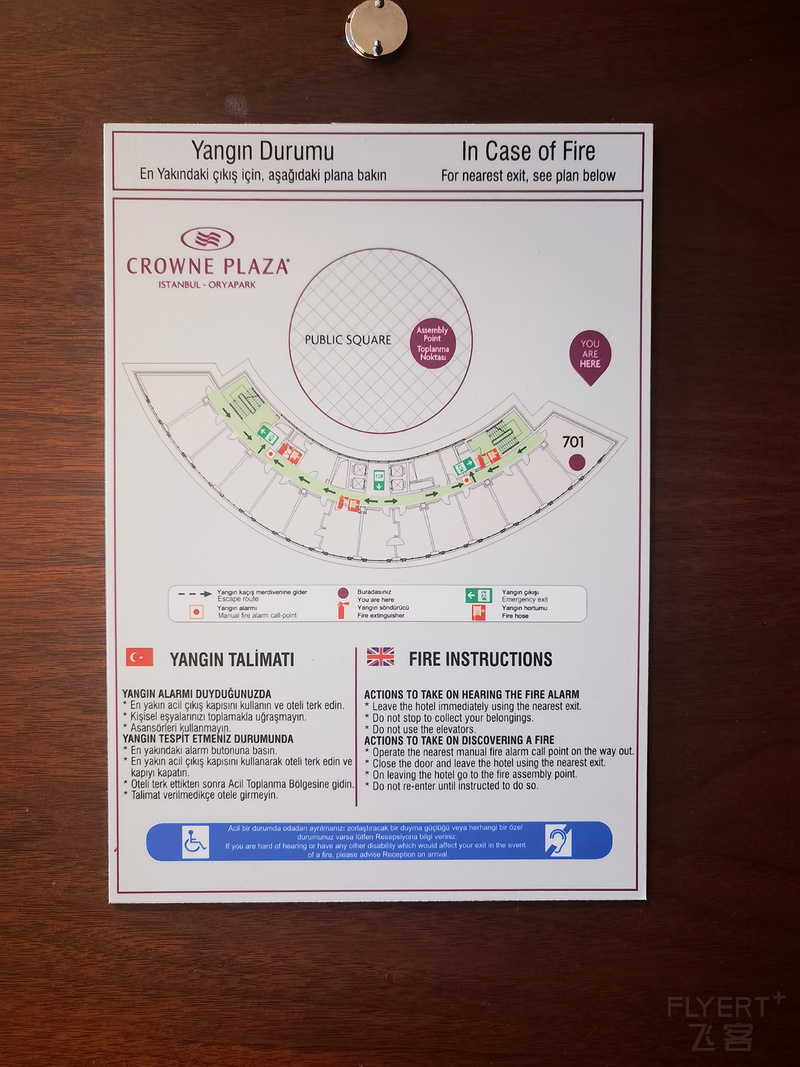 Yangın Durumu
En Yakındaki çıkış için, aşağıdaki plana bakın
In Case of Fire
For nearest exit, see plan below
CROWNE PLAZA
ISTANBUL - ORYAPARK
PUBLIC SQUARE
Assembly
Point
Toplanma
Noktası
YOU
ARE
HERE
701
Yangın kaçış merdivenine gider
Escape route
Yangın alarmı
Manual fire alarm call-point
Buradasınız
You are here
Yangın söndürücü
Fire extinguisher
Yangın çıkışı
Emergency exit
Yangın hortumu
Fire hose
YANGIN TALİMATI
YANGIN ALARMI DUYDUĞUNUZDA
* En yakın acil çıkış kapısını kullanın ve oteli terk edin.
* Kişisel eşyalarınızı toplamakla uğraşmayın.
* Asansörleri kullanmayın.
YANGIN TESPİT ETMENİZ DURUMUNDA
* En yakındaki alarm butonuna basın.
* En yakın acil çıkış kapısını kullanarak oteli terk edin ve
kapıyı kapatın.
* Oteli terk ettikten sonra Acil Toplanma Bölgesine gidin.
* Talimat verilmedikçe otele girmeyin.
FIRE INSTRUCTIONS
ACTIONS TO TAKE ON HEARING THE FIRE ALARM
* Leave the hotel immediately using the nearest exit.
* Do not stop to collect your belongings.
* Do not use the elevators.
ACTIONS TO TAKE ON DISCOVERING A FIRE
* Operate the nearest manual fire alarm call point on the way out.
* Close the door and leave the hotel using the nearest exit.
* On leaving the hotel go to the fire assembly point.
* Do not re-enter until instructed to do so.
Acil bir durumda odadan ayrılmanızı zorlaştıracak bir duyma güçlüğü veya herhangi bir özel
durumunuz varsa lütfen Resepsiyona bilgi veriniz.
If you are hard of hearing or have any other disability which would affect your exit in the event
of a fire, please advise Reception on arrival.
FLYERT+
飞客